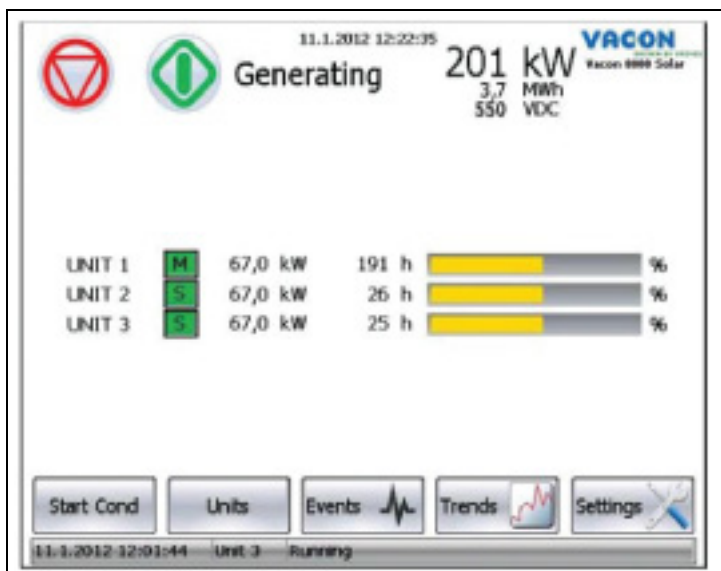 11.1.2012 12:22:35
Generating
201 kW
3,7 MWh
550 VDC
VACON
Vacon 8000 Solar
UNIT 1 M 67,0 kW 191 h %
UNIT 2 S 67,0 kW 26 h %
UNIT 3 S 67,0 kW 25 h %
Start Cond Units Events Trends Settings
11.1.2012 12:01:44 Unit 3 Running